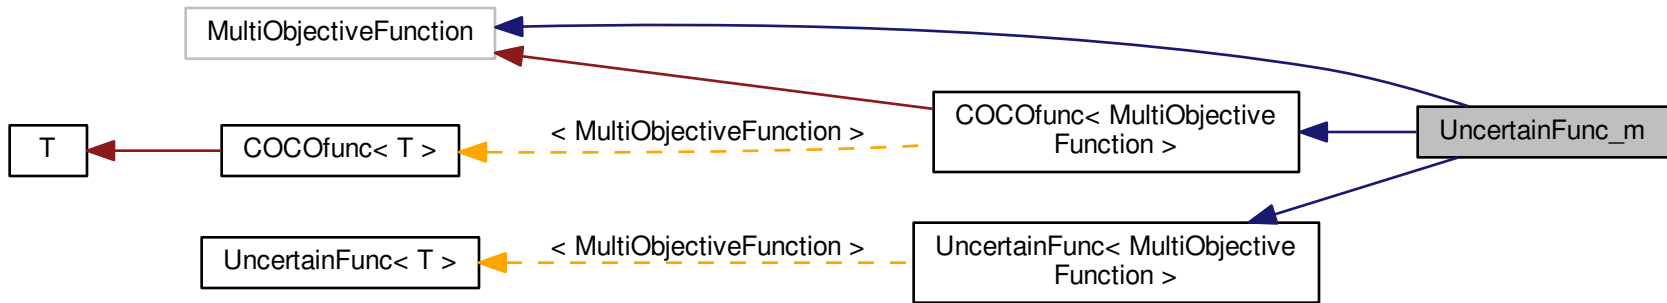 MultiObjectiveFunction
COCOfunc< MultiObjective
Function >
< MultiObjectiveFunction >
T
COCOfunc< T >
UncertainFunc_m
UncertainFunc< T >
< MultiObjectiveFunction >
UncertainFunc< MultiObjective
Function >